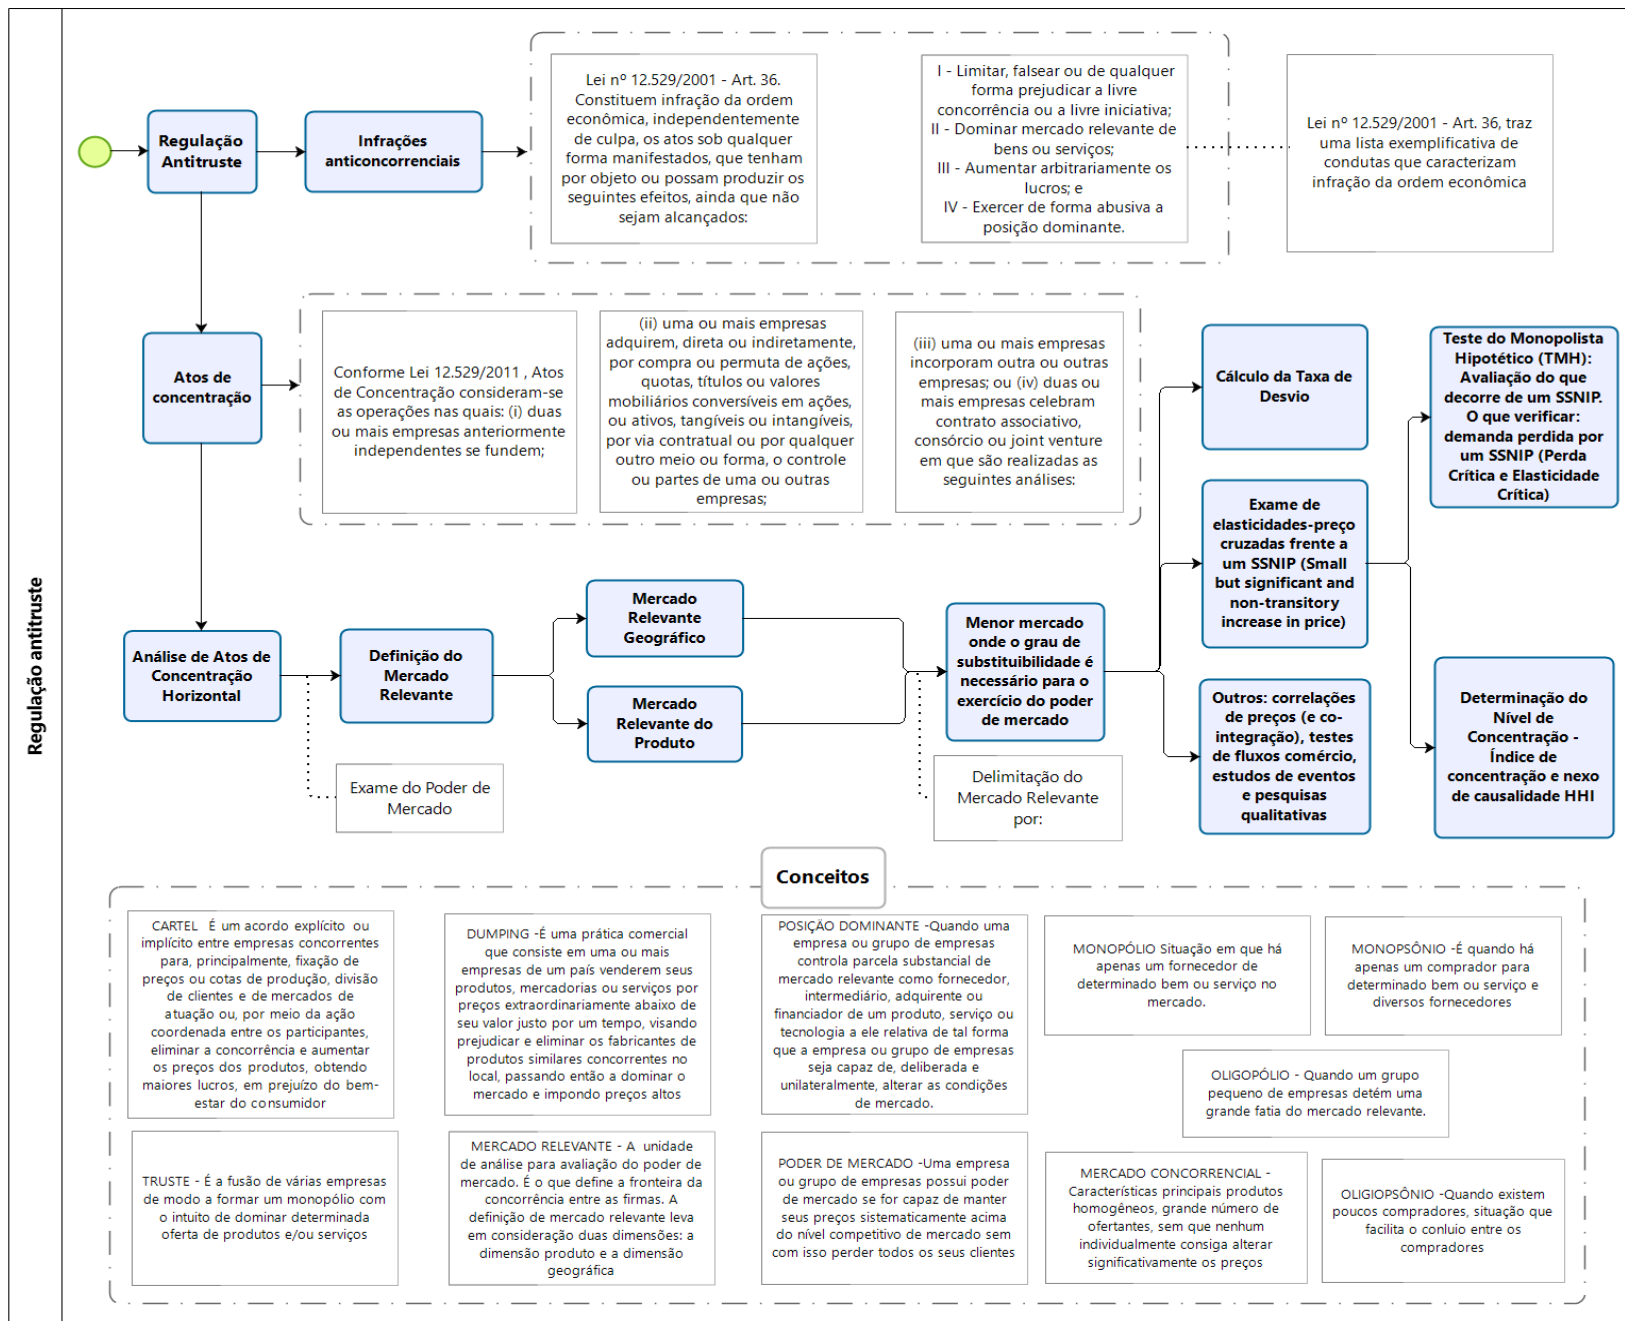 Regulação antitruste
Regulação
Antitruste
Infrações
anticoncorrenciais
Lei nº 12.529/2001 - Art. 36.
Constituem infração da ordem
econômica, independentemente
de culpa, os atos sob qualquer
forma manifestados, que tenham
por objeto ou possam produzir os
seguintes efeitos, ainda que não
sejam alcançados:
I - Limitar, falsear ou de qualquer
forma prejudicar a livre
concorrência ou a livre iniciativa;
II - Dominar mercado relevante de
bens ou serviços;
III - Aumentar arbitrariamente os
lucros; e
IV - Exercer de forma abusiva a
posição dominante.
Lei nº 12.529/2001 - Art. 36, traz
uma lista exemplificativa de
condutas que caracterizam
infração da ordem econômica
Atos de
concentração
Conforme Lei 12.529/2011 , Atos
de Concentração consideram-se
as operações nas quais: (i) duas
ou mais empresas anteriormente
independentes se fundem;
(ii) uma ou mais empresas
adquirem, direta ou indiretamente,
por compra ou permuta de ações,
quotas, títulos ou valores
mobiliários conversíveis em ações,
ou ativos, tangíveis ou intangíveis,
por via contratual ou por qualquer
outro meio ou forma, o controle
ou partes de uma ou outras
empresas;
(iii) uma ou mais empresas
incorporam outra ou outras
empresas; ou (iv) duas ou
mais empresas celebram
contrato associativo,
consórcio ou joint venture
em que são realizadas as
seguintes análises:
Cálculo da Taxa de
Desvio
Teste do Monopolista
Hipotético (TMH):
Avaliação do que
decorre de um SSNIP.
O que verificar:
demanda perdida por
um SSNIP (Perda
Crítica e Elasticidade
Crítica)
Exame de
elasticidades-preço
cruzadas frente a
um SSNIP (Small
but significant and
non-transitory
increase in price)
Análise de Atos de
Concentração
Horizontal
Definição do
Mercado
Relevante
Mercado
Relevante
Geográfico
Mercado
Relevante do
Produto
Menor mercado
onde o grau de
substituibilidade é
necessário para o
exercício do poder
de mercado
Outros: correlações
de preços (e co-
integração), testes
de fluxos comércio,
estudos de eventos
e pesquisas
qualitativas
Determinação do
Nível de
Concentração -
Índice de
concentração e nexo
de causalidade HHI
Exame do Poder de
Mercado
Delimitação do
Mercado Relevante
por:
Conceitos
CARTEL É um acordo explícito ou
implícito entre empresas concorrentes
para, principalmente, fixação de
preços ou cotas de produção, divisão
de clientes e de mercados de
atuação ou, por meio da ação
coordenada entre os participantes,
eliminar a concorrência e aumentar
os preços dos produtos, obtendo
maiores lucros, em prejuízo do bem-
estar do consumidor
DUMPING -É uma prática comercial
que consiste em uma ou mais
empresas de um país venderem seus
produtos, mercadorias ou serviços por
preços extraordinariamente abaixo de
seu valor justo por um tempo, visando
prejudicar e eliminar os fabricantes de
produtos similares concorrentes no
local, passando então a dominar o
mercado e impondo preços altos
POSIÇÃO DOMINANTE -Quando uma
empresa ou grupo de empresas
controla parcela substancial de
mercado relevante como fornecedor,
intermediário, adquirente ou
financiador de um produto, serviço ou
tecnologia a ele relativa de tal forma
que a empresa ou grupo de empresas
seja capaz de, deliberada e
unilateralmente, alterar as condições
de mercado.
MONOPÓLIO Situação em que há
apenas um fornecedor de
determinado bem ou serviço no
mercado.
MONOPSÔNIO -É quando há
apenas um comprador para
determinado bem ou serviço e
diversos fornecedores
OLIGOPÓLIO - Quando um grupo
pequeno de empresas detém uma
grande fatia do mercado relevante.
TRUSTE - É a fusão de várias empresas
de modo a formar um monopólio com
o intuito de dominar determinada
oferta de produtos e/ou serviços
MERCADO RELEVANTE - A unidade
de análise para avaliação do poder de
mercado. É o que define a fronteira da
concorrência entre as firmas. A
definição de mercado relevante leva
em consideração duas dimensões: a
dimensão produto e a dimensão
geográfica
PODER DE MERCADO -Uma empresa
ou grupo de empresas possui poder
de mercado se for capaz de manter
seus preços sistematicamente acima
do nível competitivo de mercado sem
com isso perder todos os seus clientes
MERCADO CONCORRENCIAL -
Características principais produtos
homogêneos, grande número de
ofertantes, sem que nenhum
individualmente consiga alterar
significativamente os preços
OLIGIOPSÔNIO -Quando existem
poucos compradores, situação que
facilita o conluio entre os
compradores